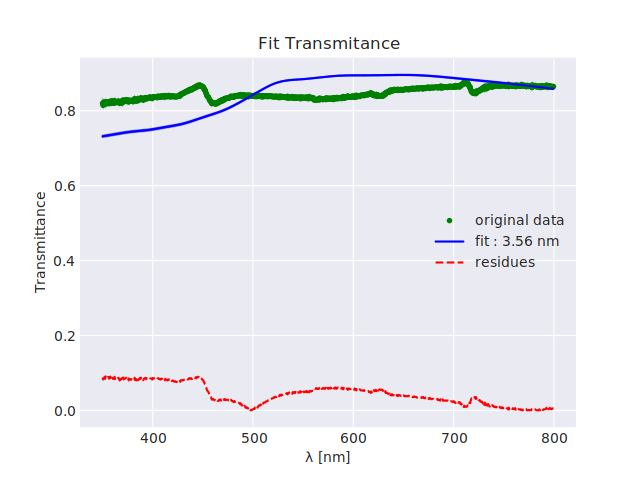 Fit Transmitance
Transmittance
0.8
0.6
0.4
0.2
0.0
original data
fit : 3.56 nm
residues
400 500 600 700 800
λ [nm]